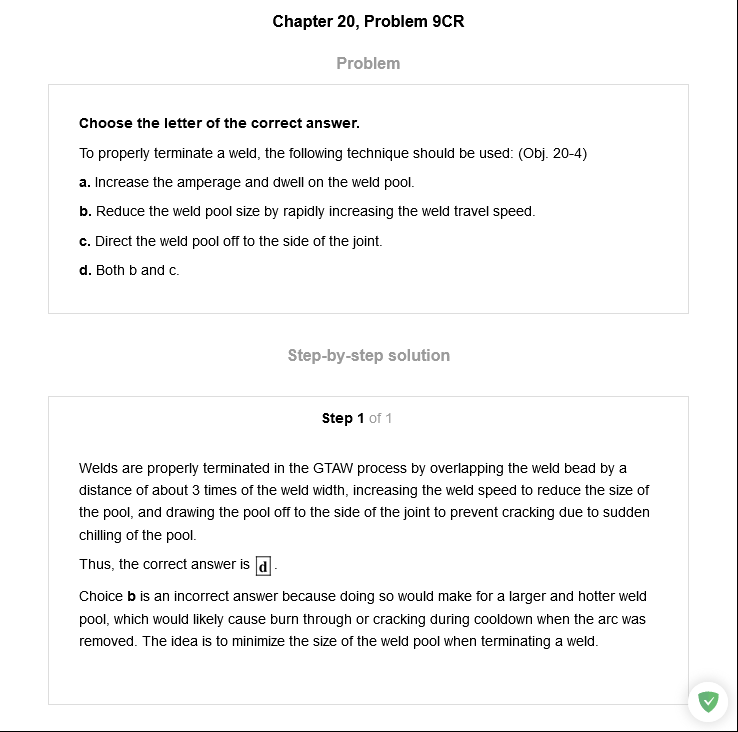 Chapter 20, Problem 9CR
Problem
Choose the letter of the correct answer.
To properly terminate a weld, the following technique should be used: (Obj. 20-4)
a. Increase the amperage and dwell on the weld pool.
b. Reduce the weld pool size by rapidly increasing the weld travel speed.
c. Direct the weld pool off to the side of the joint.
d. Both b and c.
Step-by-step solution
Step 1 of 1
Welds are properly terminated in the GTAW process by overlapping the weld bead by a
distance of about 3 times of the weld width, increasing the weld speed to reduce the size of
the pool, and drawing the pool off to the side of the joint to prevent cracking due to sudden
chilling of the pool.
Thus, the correct answer is d .
Choice b is an incorrect answer because doing so would make for a larger and hotter weld
pool, which would likely cause burn through or cracking during cooldown when the arc was
removed. The idea is to minimize the size of the weld pool when terminating a weld.